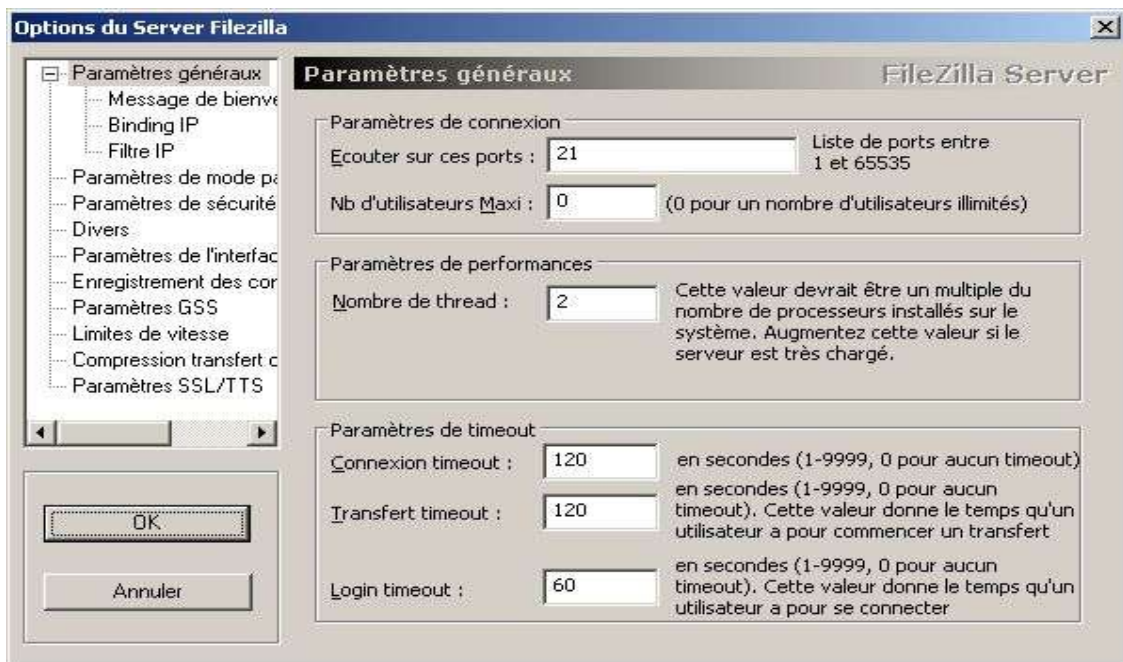 Options du Server Filezilla
Paramètres généraux
Message de bienve
Binding IP
Filtre IP
Paramètres de mode pa
Paramètres de sécurité
Divers
Paramètres de l'interfac
Enregistrement des cor
Paramètres GSS
Limites de vitesse
Compression transfert c
Paramètres SSL/TTS
OK
Annuler
Paramètres généraux
FileZilla Server
Paramètres de connexion
Ecouter sur ces ports :
21
Liste de ports entre
1 et 65535
Nb d'utilisateurs Maxi :
0
(0 pour un nombre d'utilisateurs illimités)
Paramètres de performances
Nombre de thread :
2
Cette valeur devrait être un multiple du
nombre de processeurs installés sur le
système. Augmentez cette valeur si le
serveur est très chargé.
Paramètres de timeout
Connexion timeout :
120
en secondes (1-9999, 0 pour aucun timeout)
Transfert timeout :
120
en secondes (1-9999, 0 pour aucun
timeout). Cette valeur donne le temps qu'un
utilisateur a pour commencer un transfert
Login timeout :
60
en secondes (1-9999, 0 pour aucun
timeout). Cette valeur donne le temps qu'un
utilisateur a pour se connecter